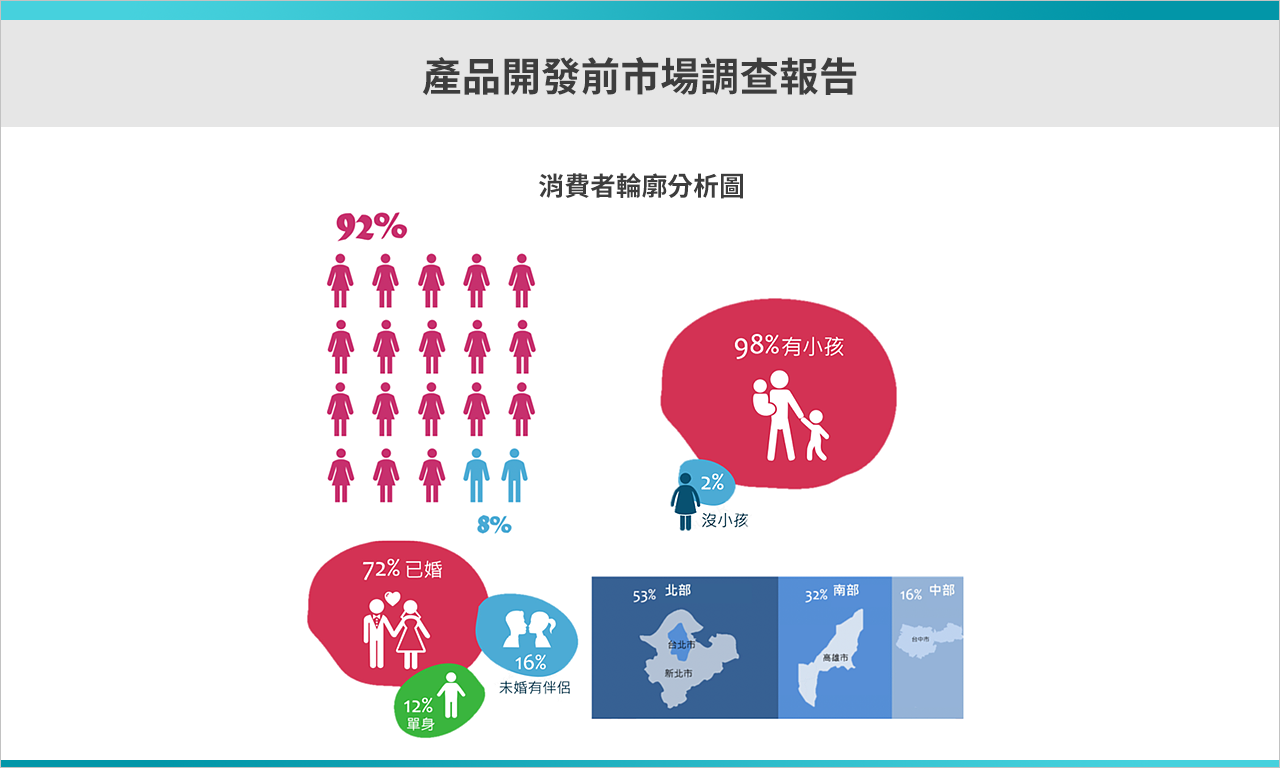 產品開發前市場調查報告
消費者輪廓分析圖
92%
8%
98%有小孩
2%
沒小孩
72%已婚
16%
未婚有伴侶
12%
單身
53% 北部
台北市
新北市
32% 南部
高雄市
16% 中部
台中市